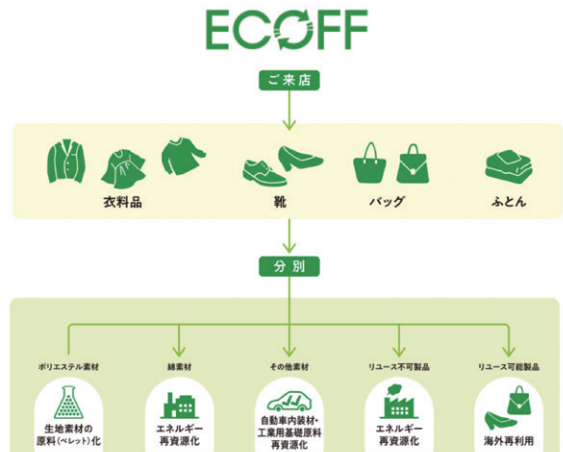 ECOFF
ご来店
衣料品
靴
バッグ
ふとん
分別
ポリエステル素材
綿素材
その他素材
リユース不可製品
リユース可能製品
生地素材の
原料(ペレット)化
エネルギー
再資源化
自動車内装材・
工業用基礎原料
再資源化
エネルギー
再資源化
海外再利用